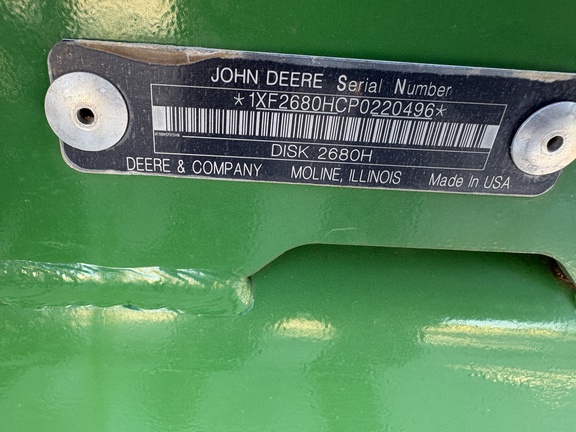 JOHN DEERE Serial Number
*1XF2680HCP0220496*
DISK 2680H
DEERE & COMPANY MOLINE, ILLINOIS Made In USA